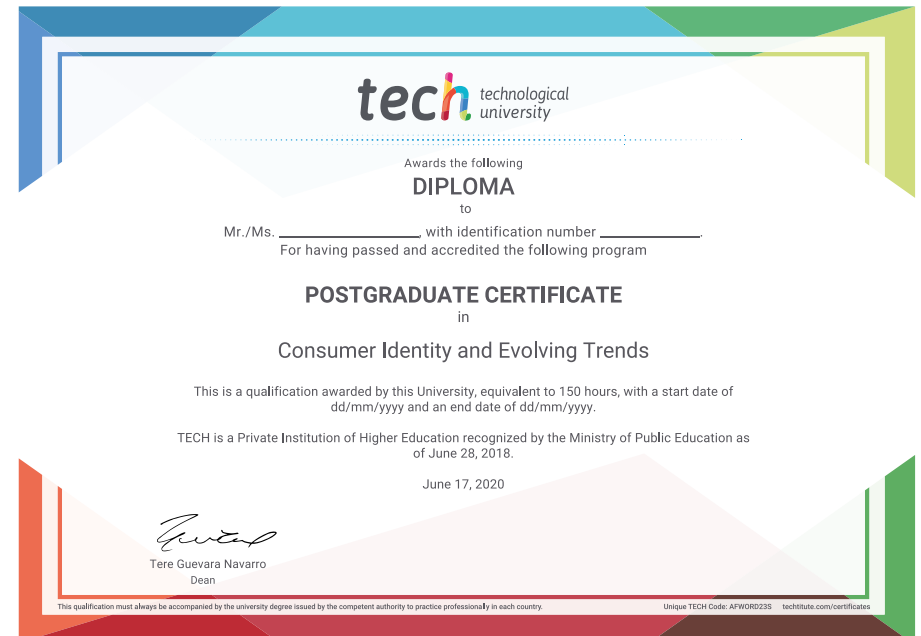 tech technological
university
Awards the following
DIPLOMA
to
Mr./Ms. ____________________, with identification number ______________.
For having passed and accredited the following program
POSTGRADUATE CERTIFICATE
in
Consumer Identity and Evolving Trends
This is a qualification awarded by this University, equivalent to 150 hours, with a start date of
dd/mm/yyyy and an end date of dd/mm/yyyy.
TECH is a Private Institution of Higher Education recognized by the Ministry of Public Education as
of June 28, 2018.
June 17, 2020
Tere Guevara Navarro
Dean
This qualification must always be accompanied by the university degree issued by the competent authority to practice professionally in each country.
Unique TECH Code: AFWORD23S techtitute.com/certificates